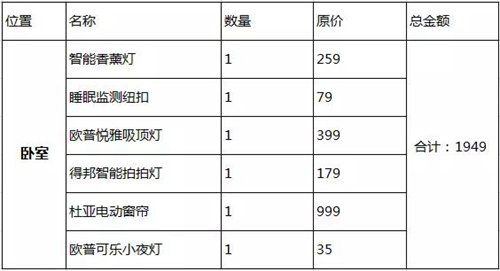 位置 名称 数量 原价 总金额
智能香薰灯 1 259
睡眠监测纽扣 1 79
欧普悦雅吸顶灯 1 399
卧室 得邦智能拍拍灯 1 179 合计：1949
杜亚电动窗帘 1 999
欧普可乐小夜灯 1 35